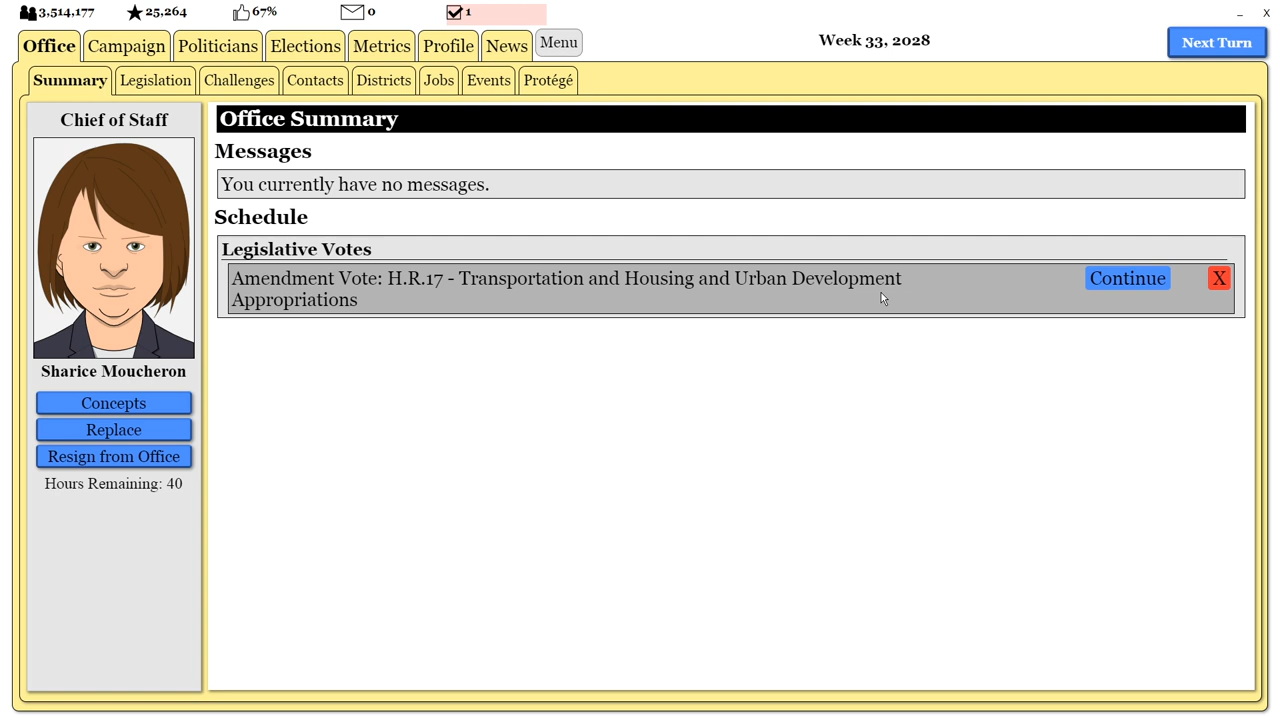 3,514,177 25,264 67% 0 1 _ X
Office Campaign Politicians Elections Metrics Profile News Menu Week 33, 2028 Next Turn
Summary Legislation Challenges Contacts Districts Jobs Events Protégé
Chief of Staff
Sharice Moucheron
Concepts
Replace
Resign from Office
Hours Remaining: 40
Office Summary
Messages
You currently have no messages.
Schedule
Legislative Votes
Amendment Vote: H.R.17 - Transportation and Housing and Urban Development Continue X
Appropriations